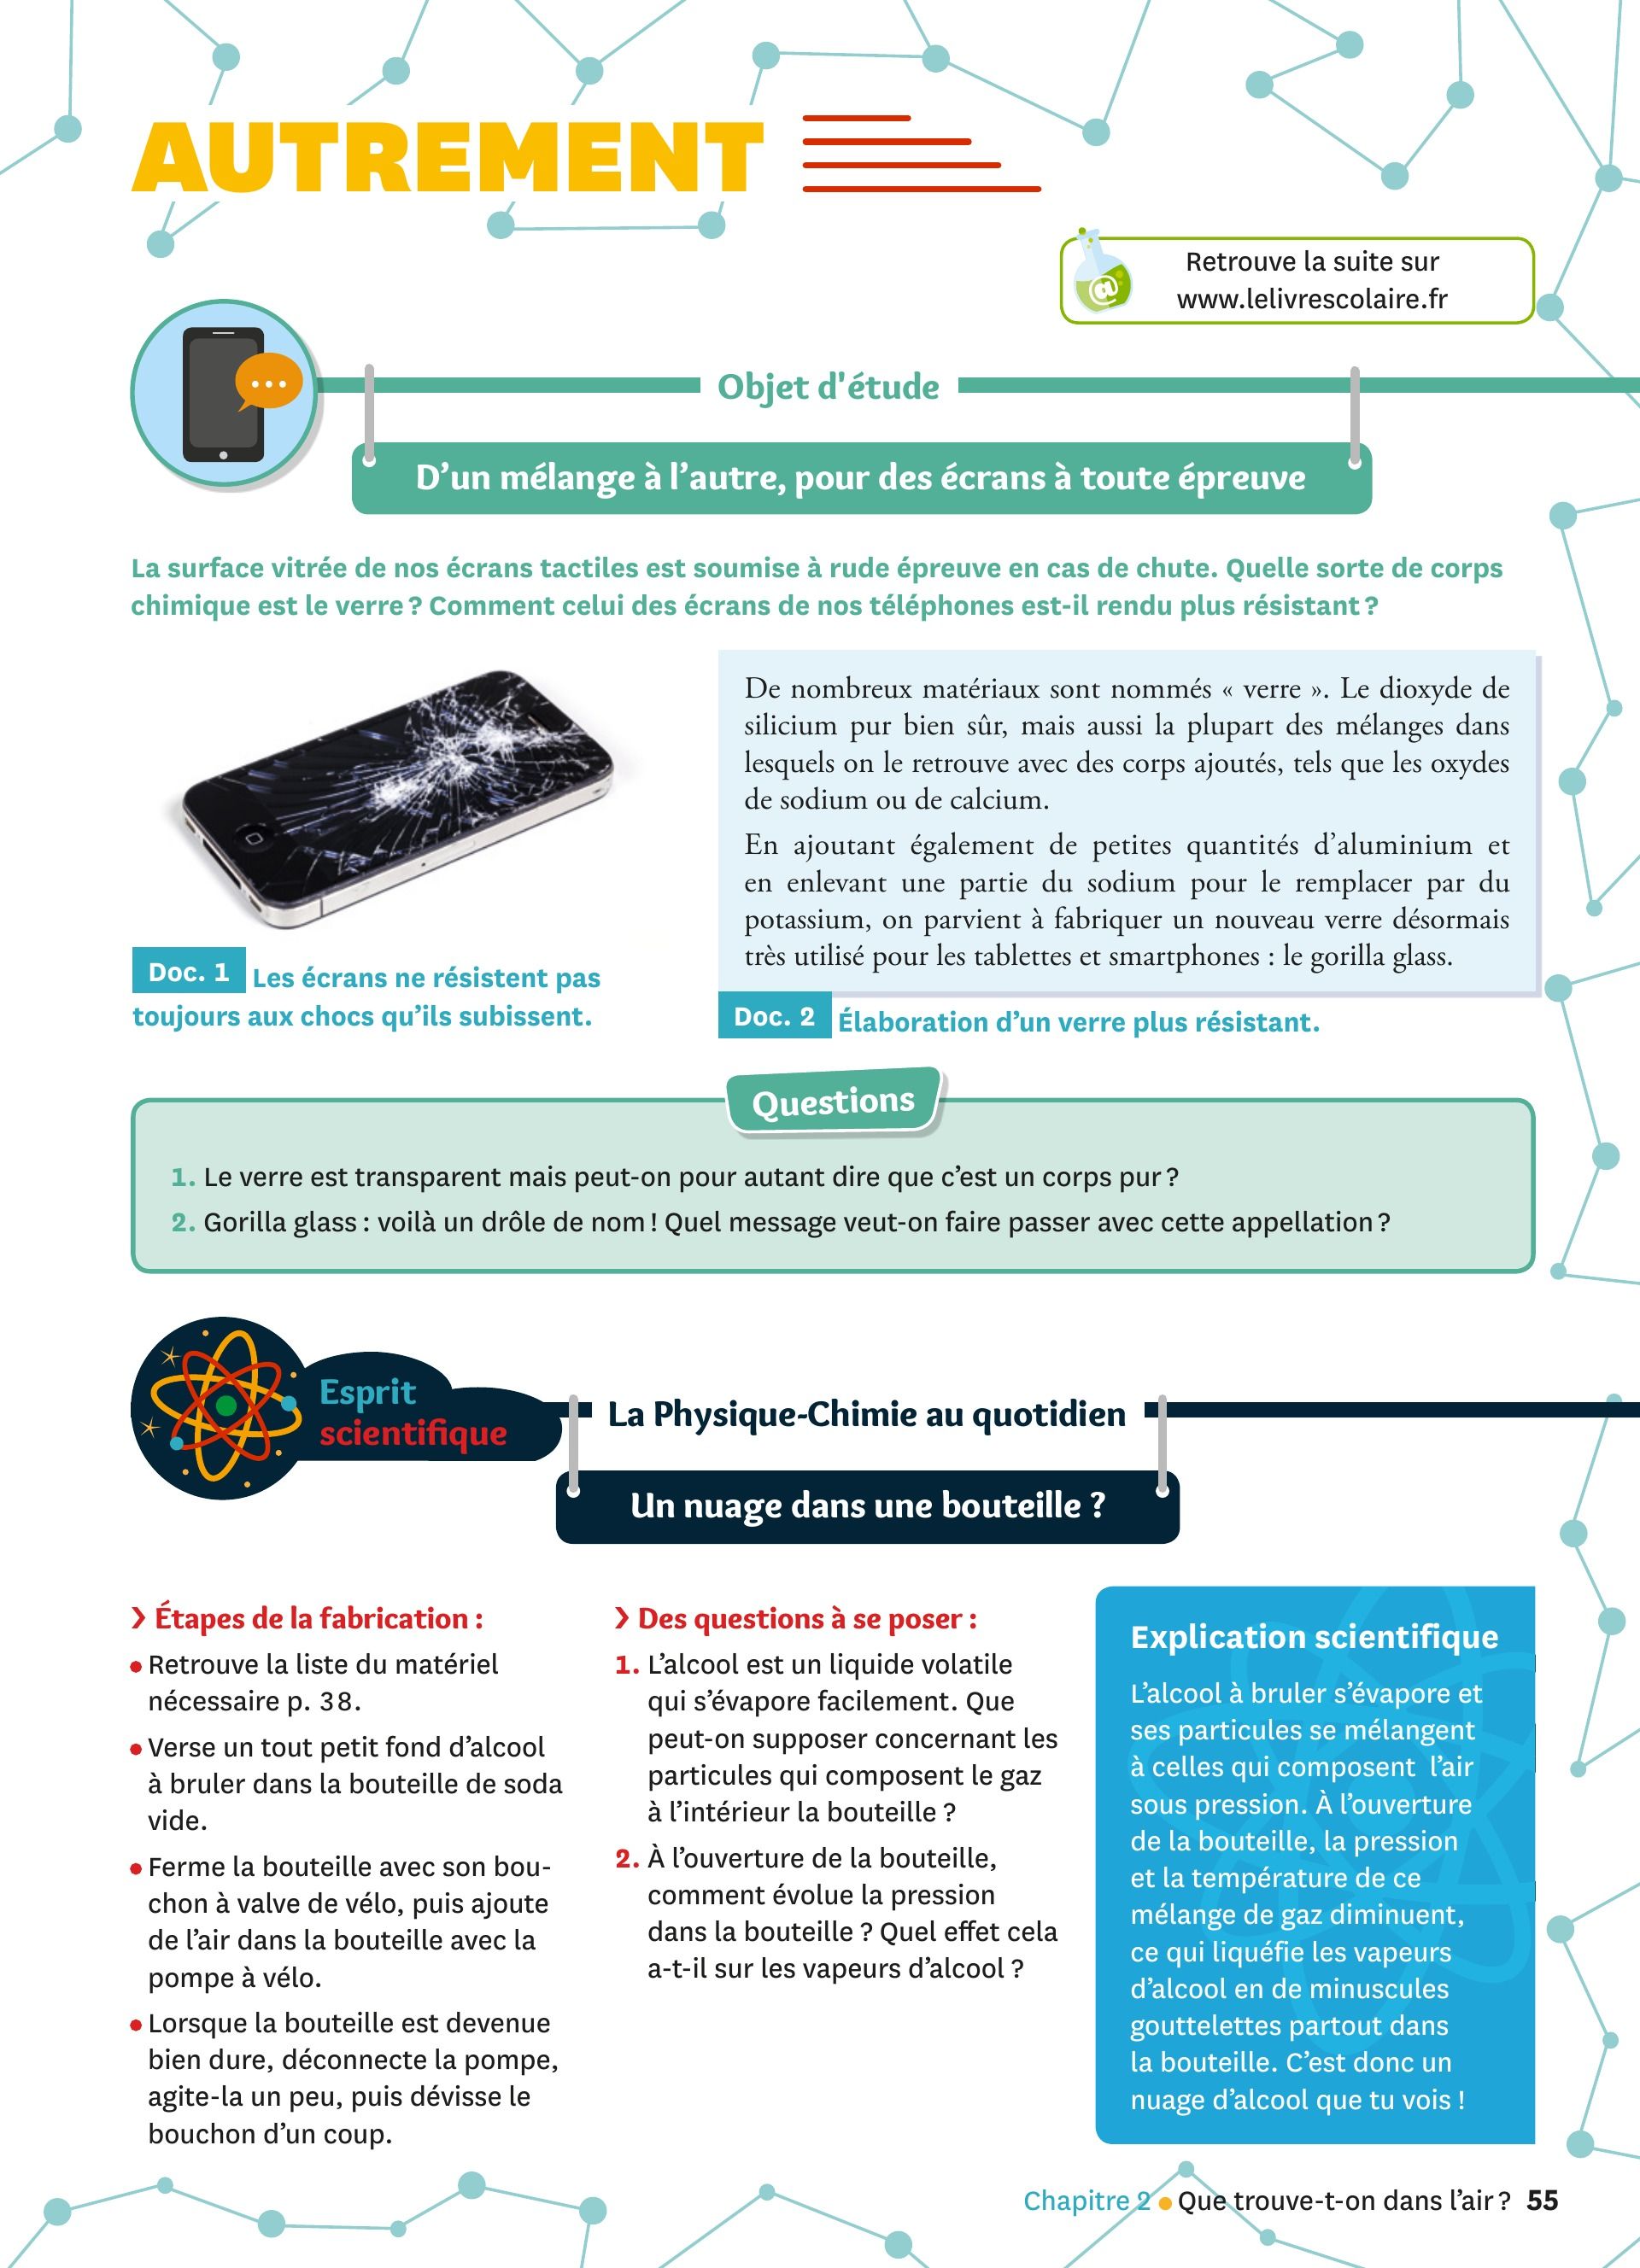 AUTREMENT
Retrouve la suite sur
www.lelivrescolaire.fr
Objet d'étude
D’un mélange à l’autre, pour des écrans à toute épreuve
La surface vitrée de nos écrans tactiles est soumise à rude épreuve en cas de chute. Quelle sorte de corps
chimique est le verre ? Comment celui des écrans de nos téléphones est-il rendu plus résistant ?
Doc. 1 Les écrans ne résistent pas
toujours aux chocs qu’ils subissent.
De nombreux matériaux sont nommés « verre ». Le dioxyde de
silicium pur bien sûr, mais aussi la plupart des mélanges dans
lesquels on le retrouve avec des corps ajoutés, tels que les oxydes
de sodium ou de calcium.
En ajoutant également de petites quantités d’aluminium et
en enlevant une partie du sodium pour le remplacer par du
potassium, on parvient à fabriquer un nouveau verre désormais
très utilisé pour les tablettes et smartphones : le gorilla glass.
Doc. 2 Élaboration d’un verre plus résistant.
Questions
1. Le verre est transparent mais peut-on pour autant dire que c’est un corps pur ?
2. Gorilla glass : voilà un drôle de nom ! Quel message veut-on faire passer avec cette appellation ?
Esprit
scientifique
La Physique-Chimie au quotidien
Un nuage dans une bouteille ?
› Étapes de la fabrication :
• Retrouve la liste du matériel
nécessaire p. 38.
• Verse un tout petit fond d’alcool
à bruler dans la bouteille de soda
vide.
• Ferme la bouteille avec son bou-
chon à valve de vélo, puis ajoute
de l’air dans la bouteille avec la
pompe à vélo.
• Lorsque la bouteille est devenue
bien dure, déconnecte la pompe,
agite-la un peu, puis dévisse le
bouchon d’un coup.
› Des questions à se poser :
1. L’alcool est un liquide volatile
qui s’évapore facilement. Que
peut-on supposer concernant les
particules qui composent le gaz
à l’intérieur la bouteille ?
2. À l’ouverture de la bouteille,
comment évolue la pression
dans la bouteille ? Quel effet cela
a-t-il sur les vapeurs d’alcool ?
Explication scientifique
L’alcool à bruler s’évapore et
ses particules se mélangent
à celles qui composent l’air
sous pression. À l’ouverture
de la bouteille, la pression
et la température de ce
mélange de gaz diminuent,
ce qui liquéfie les vapeurs
d’alcool en de minuscules
gouttelettes partout dans
la bouteille. C’est donc un
nuage d’alcool que tu vois !
Chapitre 2 • Que trouve-t-on dans l’air ? 55